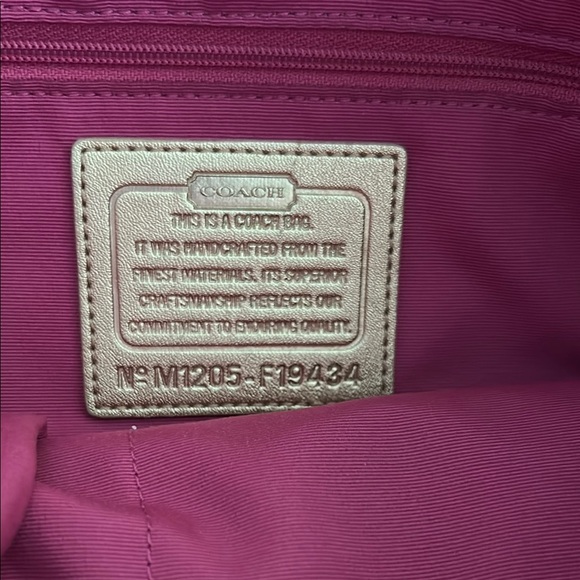 COACH
THIS IS A COACH BAG.
IT WAS HANDCRAFTED FROM THE
FINEST MATERIALS. ITS SUPERIOR
CRAFTSMANSHIP REFLECTS OUR
COMMITMENT TO ENDURING QUALITY.
Nº M1205-F19434